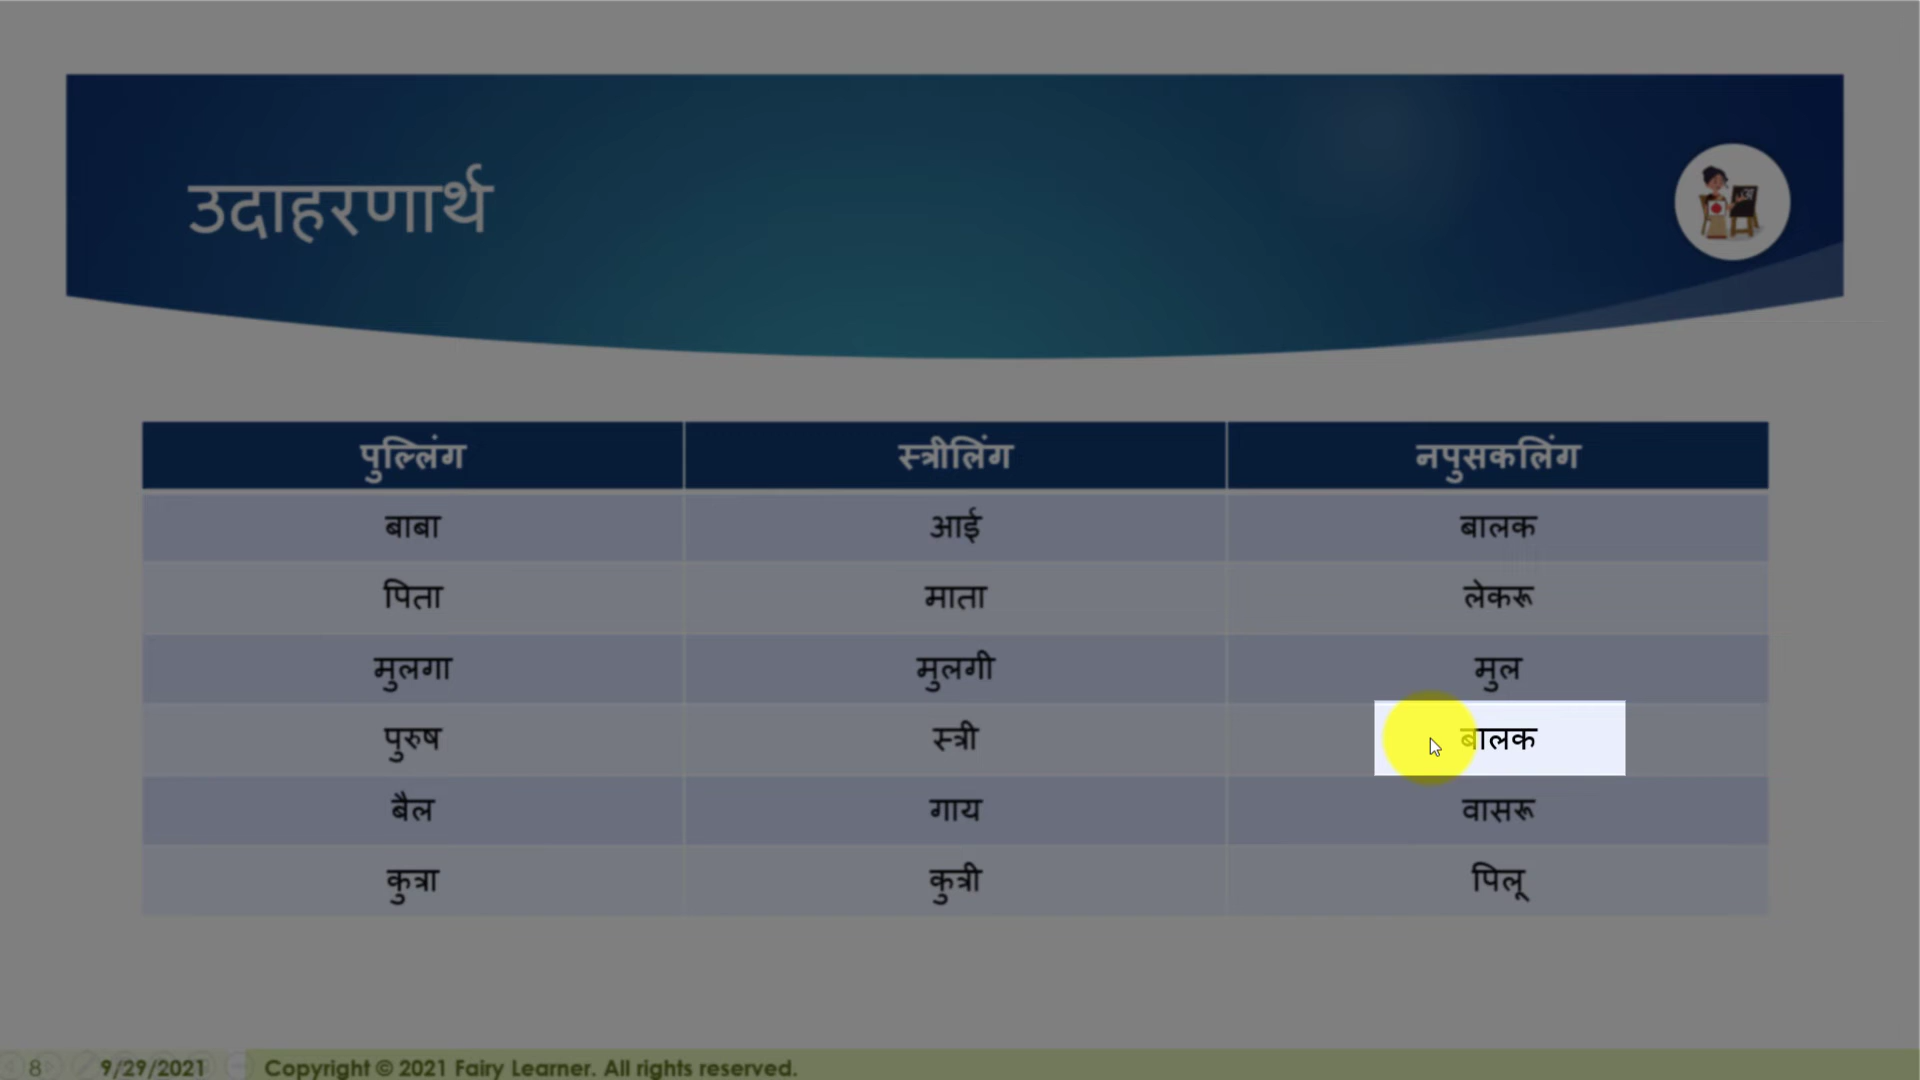 उदाहरणार्थ
पुल्लिंग स्त्रीलिंग नपुसकलिंग
बाबा आई बालक
पिता माता लेकरू
मुलगा मुलगी मुल
पुरुष स्त्री बालक
बैल गाय वासरू
कुत्रा कुत्री पिलू
8 9/29/2021 Copyright © 2021 Fairy Learner. All rights reserved.